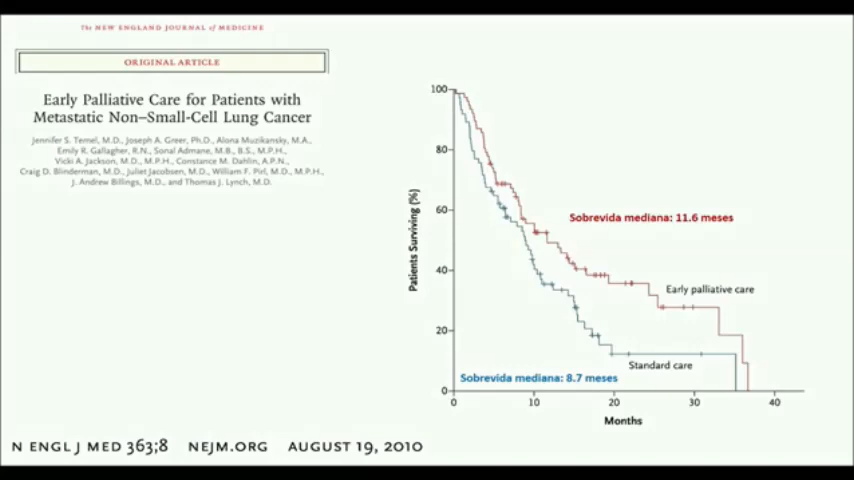 The NEW ENGLAND JOURNAL of MEDICINE
ORIGINAL ARTICLE
Early Palliative Care for Patients with
Metastatic Non–Small-Cell Lung Cancer
Jennifer S. Temel, M.D., Joseph A. Greer, Ph.D., Alona Muzikansky, M.A.,
Emily R. Gallagher, R.N., Sonal Admane, M.B., B.S., M.P.H.,
Vicki A. Jackson, M.D., M.P.H., Constance M. Dahlin, A.P.N.,
Craig D. Blinderman, M.D., Juliet Jacobsen, M.D., William F. Pirl, M.D., M.P.H.,
J. Andrew Billings, M.D., and Thomas J. Lynch, M.D.
Patients Surviving (%)
100
80
60
40
20
0
Sobrevida mediana: 11.6 meses
Early palliative care
Standard care
Sobrevida mediana: 8.7 meses
0 10 20 30 40
Months
N ENGL J MED 363;8 NEJM.ORG AUGUST 19, 2010